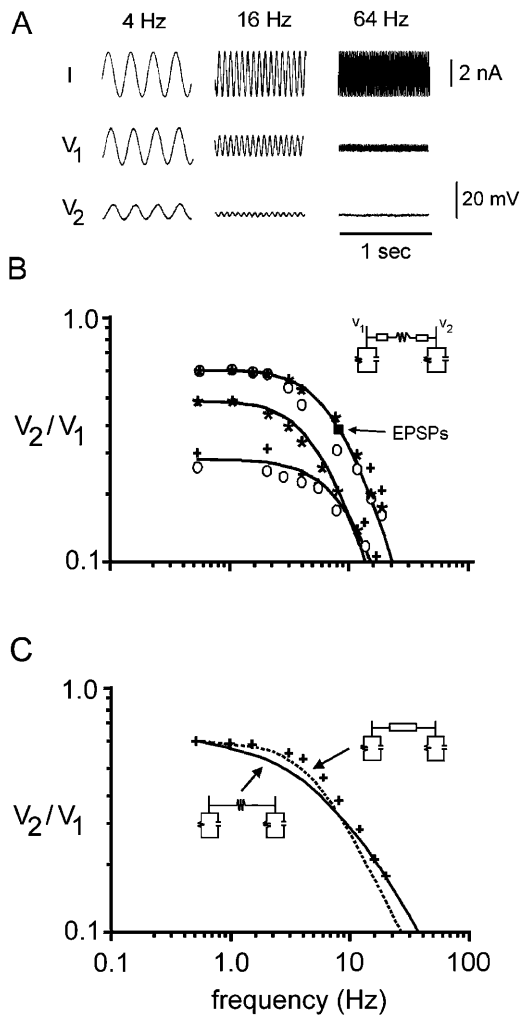 A
4 Hz 16 Hz 64 Hz
I
2 nA
V1
V2
20 mV
1 sec
B
1.0
V1 V2
V2/V1
EPSPs
0.1
C
1.0
V2/V1
0.1
0.1 1.0 10 100
frequency (Hz)